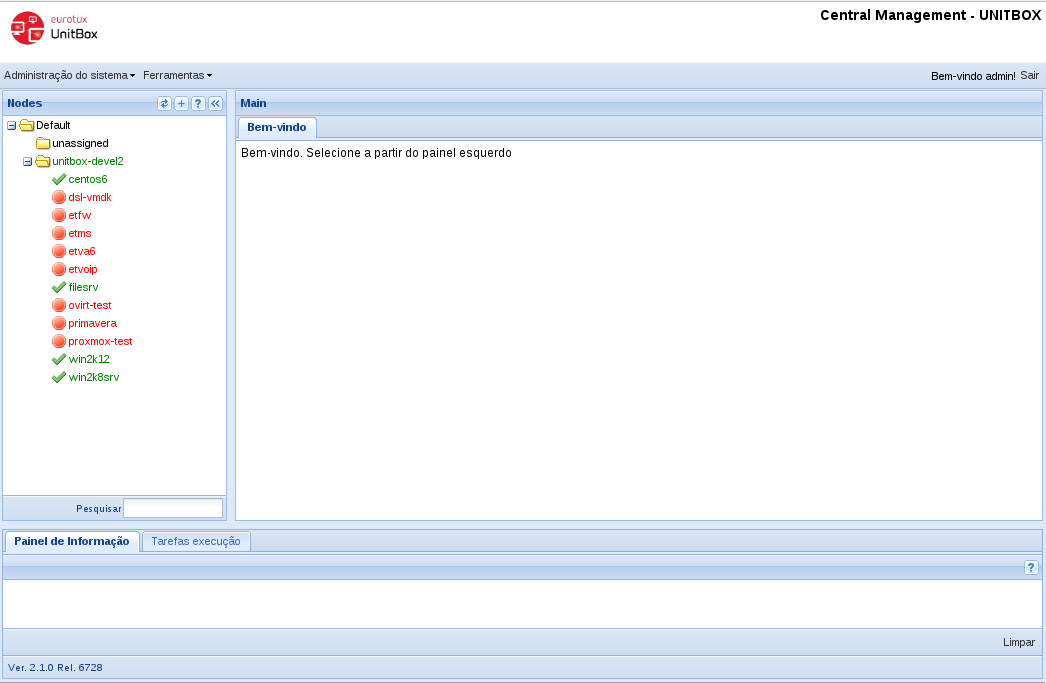 eurotux
UnitBox
Central Management - UNITBOX
Administração do sistema Ferramentas
Bem-vindo admin! Sair
Nodes
Default
unassigned
unitbox-devel2
centos6
dsl-vmdk
etfw
etms
etva6
etvoip
filesrv
ovirt-test
primavera
proxmox-test
win2k12
win2k8srv
Pesquisar
Main
Bem-vindo
Bem-vindo. Selecione a partir do painel esquerdo
Painel de Informação Tarefas execução
?
Limpar
Ver. 2.1.0 Rel. 6728